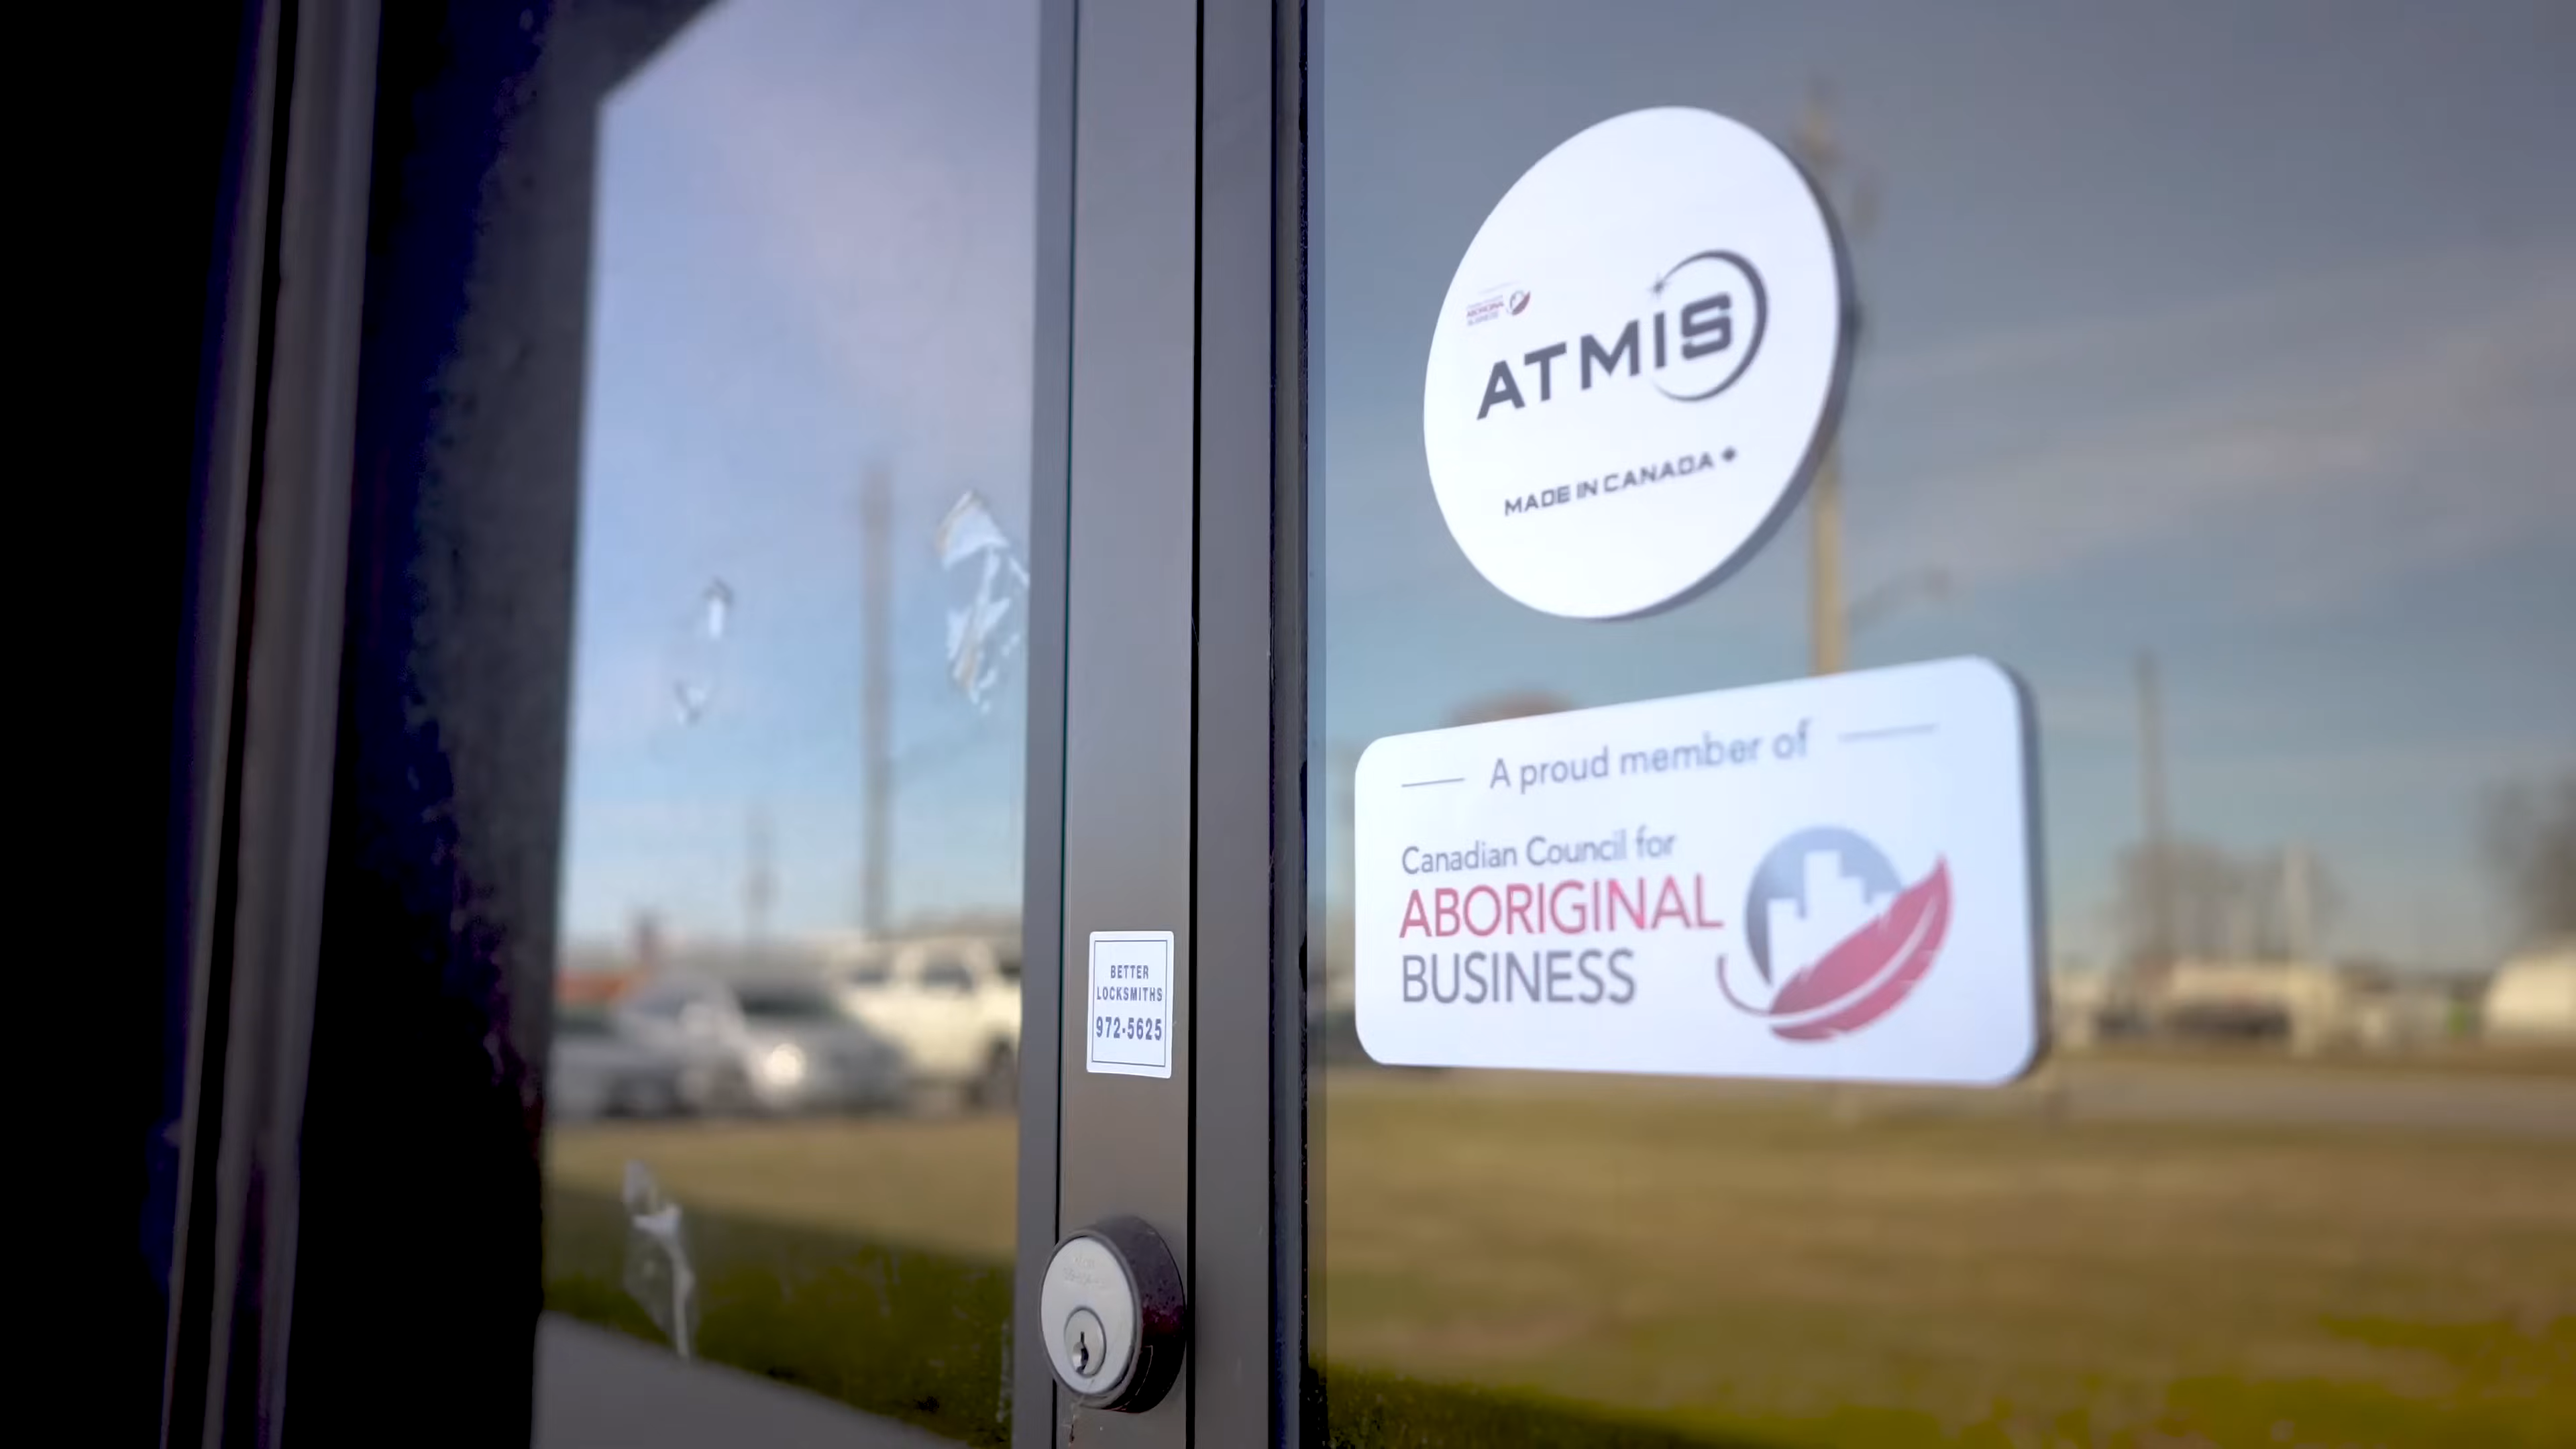 ATMIS
MADE IN CANADA
A proud member of
Canadian Council for
ABORIGINAL
BUSINESS
BETTER
LOCKSMITHS
972-5625